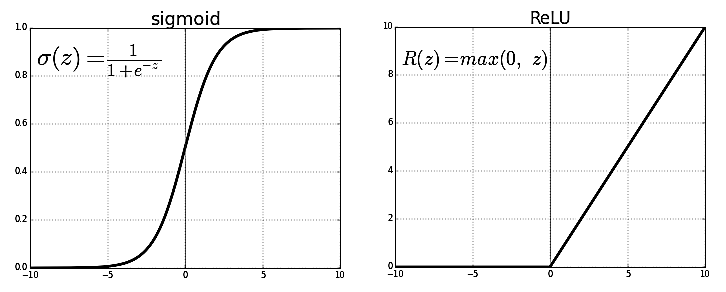 sigmoid
σ(z)=1/(1+e^{-z})
1.0
0.8
0.6
0.4
0.2
0.0
−10 −5 0 5 10
ReLU
R(z)=max(0, z)
10
8
6
4
2
0
−10 −5 0 5 10